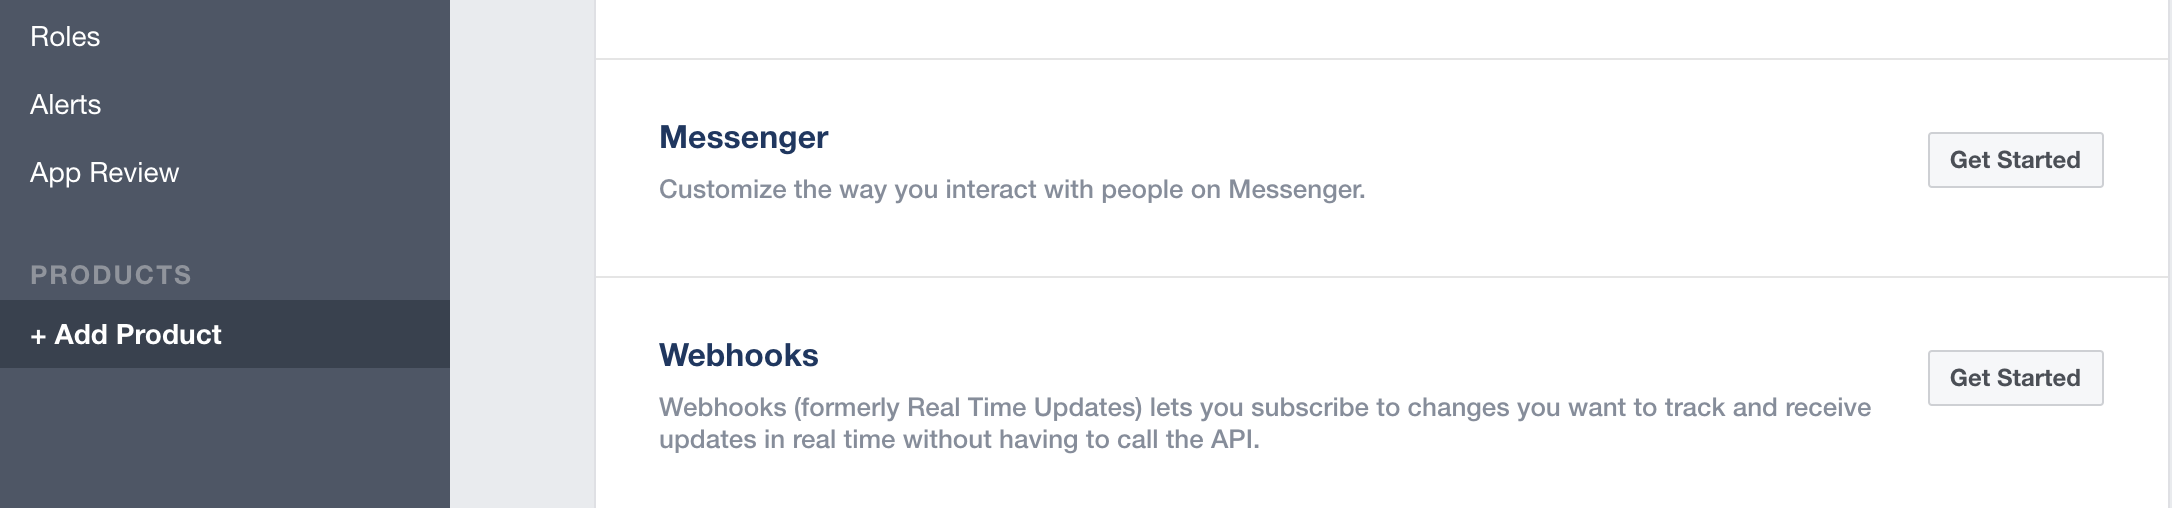 Roles
Alerts
App Review
PRODUCTS
+ Add Product
Messenger
Customize the way you interact with people on Messenger.
Get Started
Webhooks
Webhooks (formerly Real Time Updates) lets you subscribe to changes you want to track and receive
updates in real time without having to call the API.
Get Started